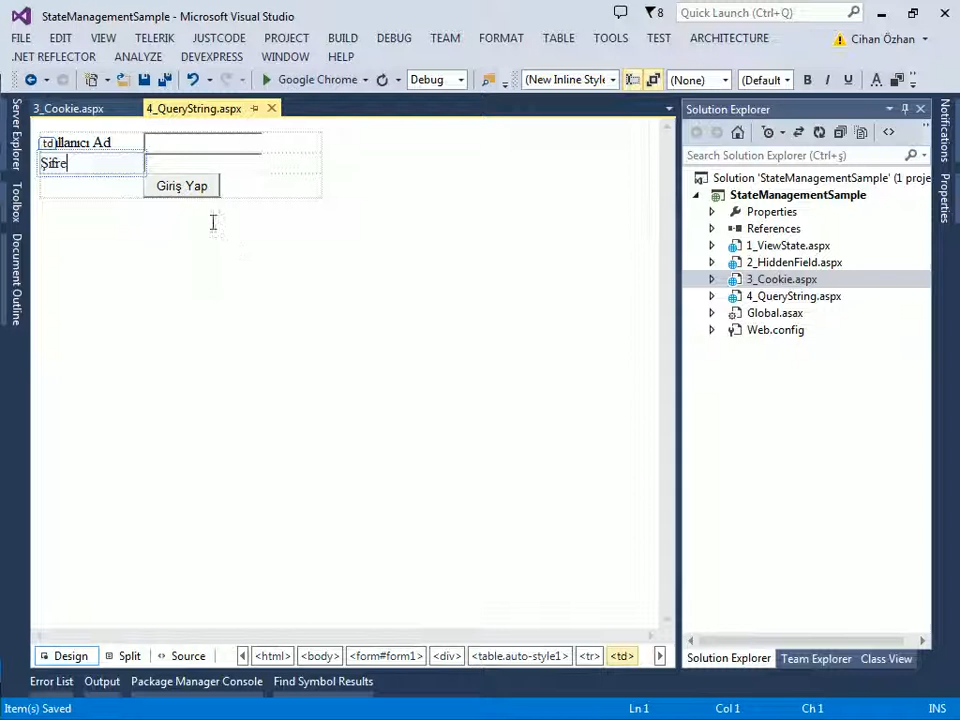 StateManagementSample - Microsoft Visual Studio
8
Quick Launch (Ctrl+Q)
FILE EDIT VIEW TELERIK JUSTCODE PROJECT BUILD DEBUG TEAM FORMAT TABLE TOOLS TEST ARCHITECTURE
Cihan Özhan
.NET REFLECTOR ANALYZE DEVEXPRESS WINDOW HELP
Google Chrome Debug (New Inline Style (None) (Default B I U A
3_Cookie.aspx 4_QueryString.aspx
Solution Explorer
Server Explorer
Toolbox
Document Outline
td llanıcı Ad
Şifre
Giriş Yap
Search Solution Explorer (Ctrl+ş)
Solution 'StateManagementSample' (1 proje
StateManagementSample
Properties
References
1_ViewState.aspx
2_HiddenField.aspx
3_Cookie.aspx
4_QueryString.aspx
Global.asax
Web.config
Notifications
Properties
Design Split Source <html> <body> <form#form1> <div> <table.auto-style1> <tr> <td>
Solution Explorer Team Explorer Class View
Error List Output Package Manager Console Find Symbol Results
Item(s) Saved Ln 1 Col 1 Ch 1 INS